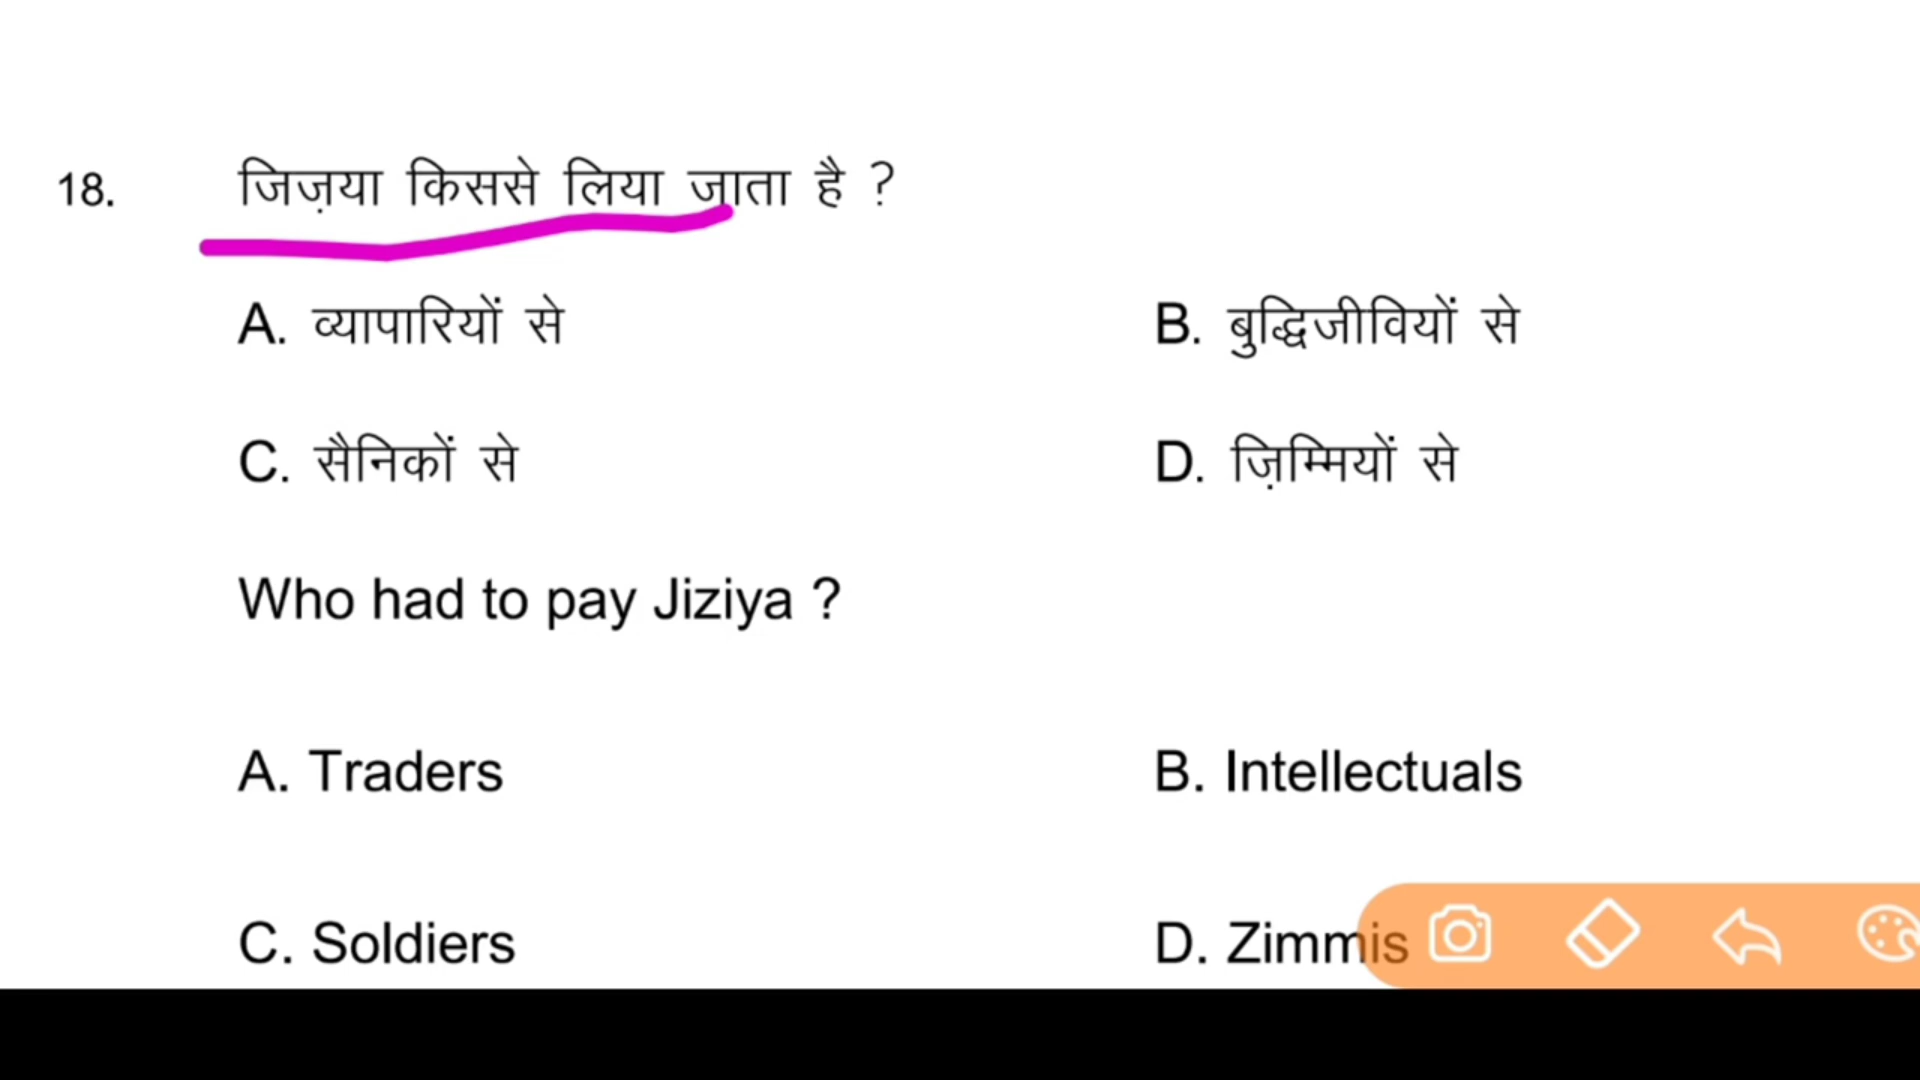 18. जिज़या किससे लिया जाता है ?
A. व्यापारियों से B. बुद्धिजीवियों से
C. सैनिकों से D. ज़िम्मियों से
Who had to pay Jiziya ?
A. Traders B. Intellectuals
C. Soldiers D. Zimmis